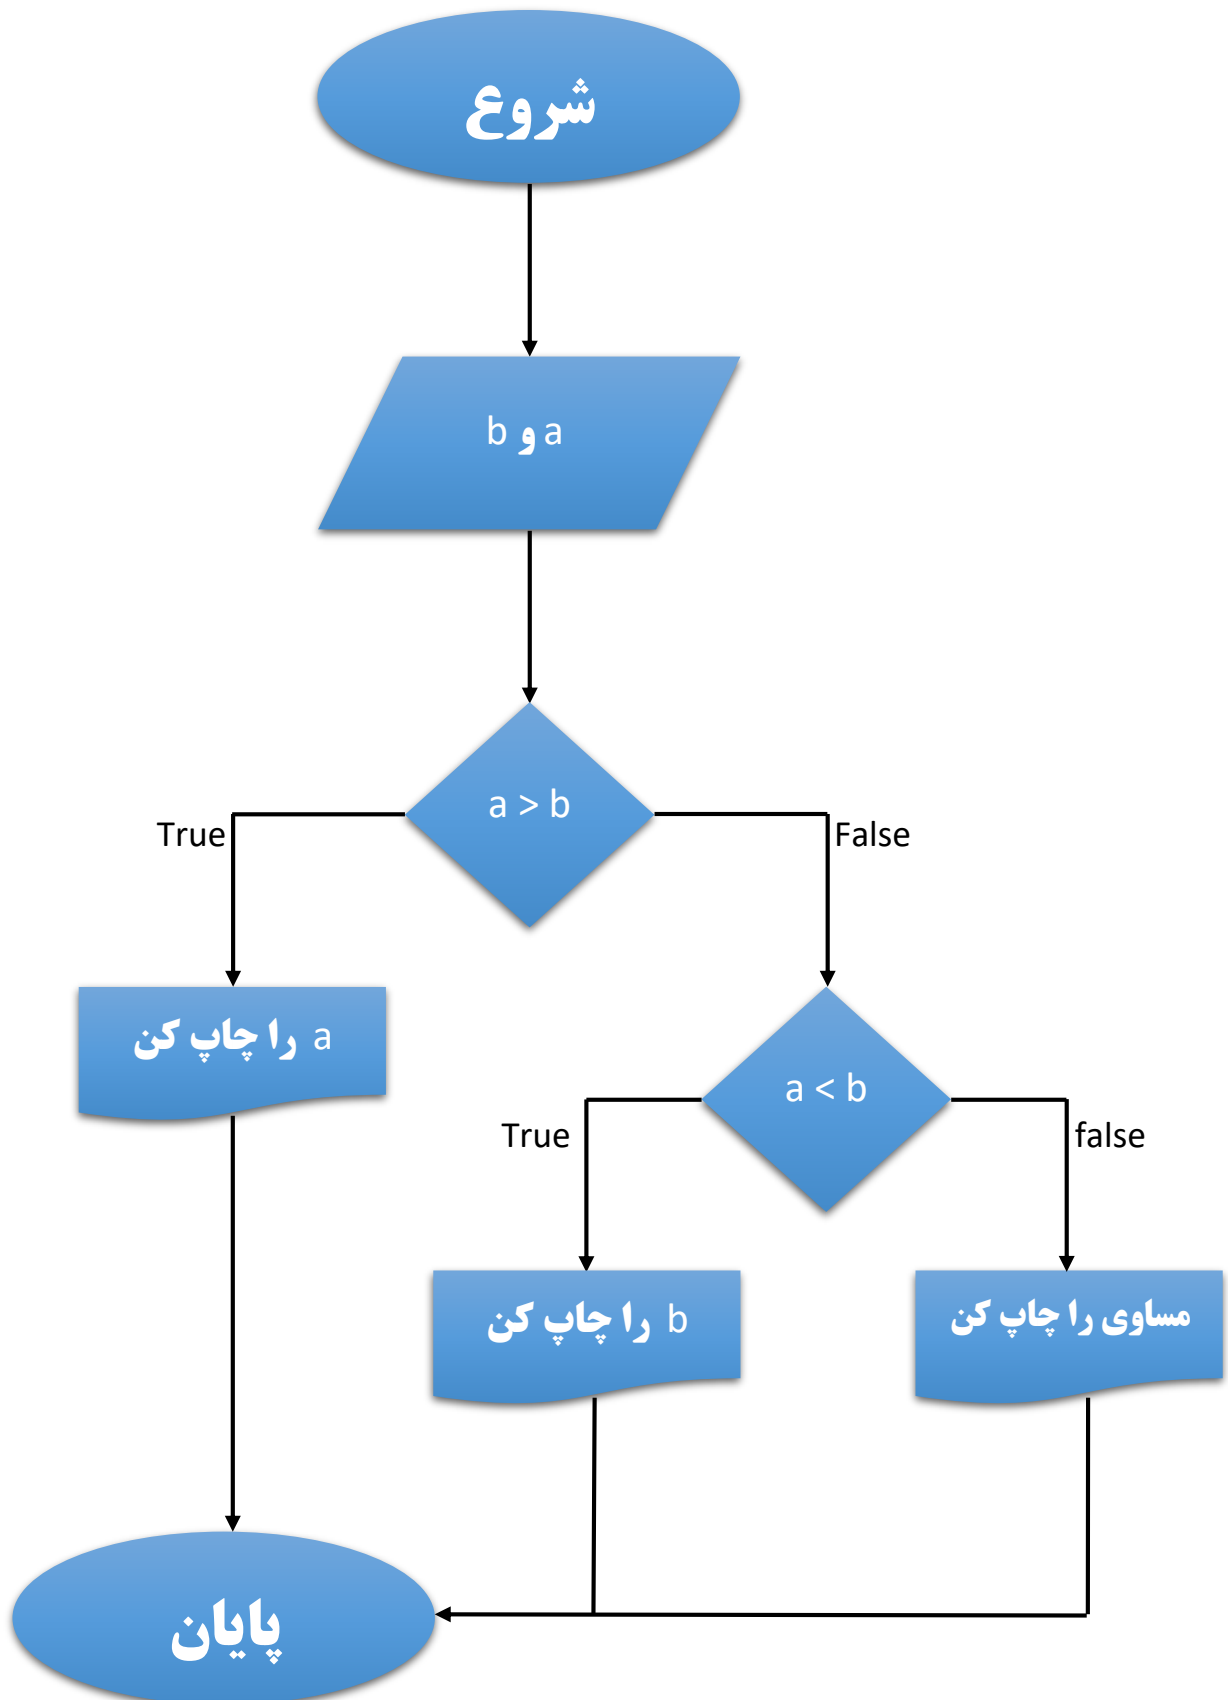 شروع
a و b
a > b
True
False
a را چاپ کن
a < b
True
false
b را چاپ کن
مساوی را چاپ کن
پایان